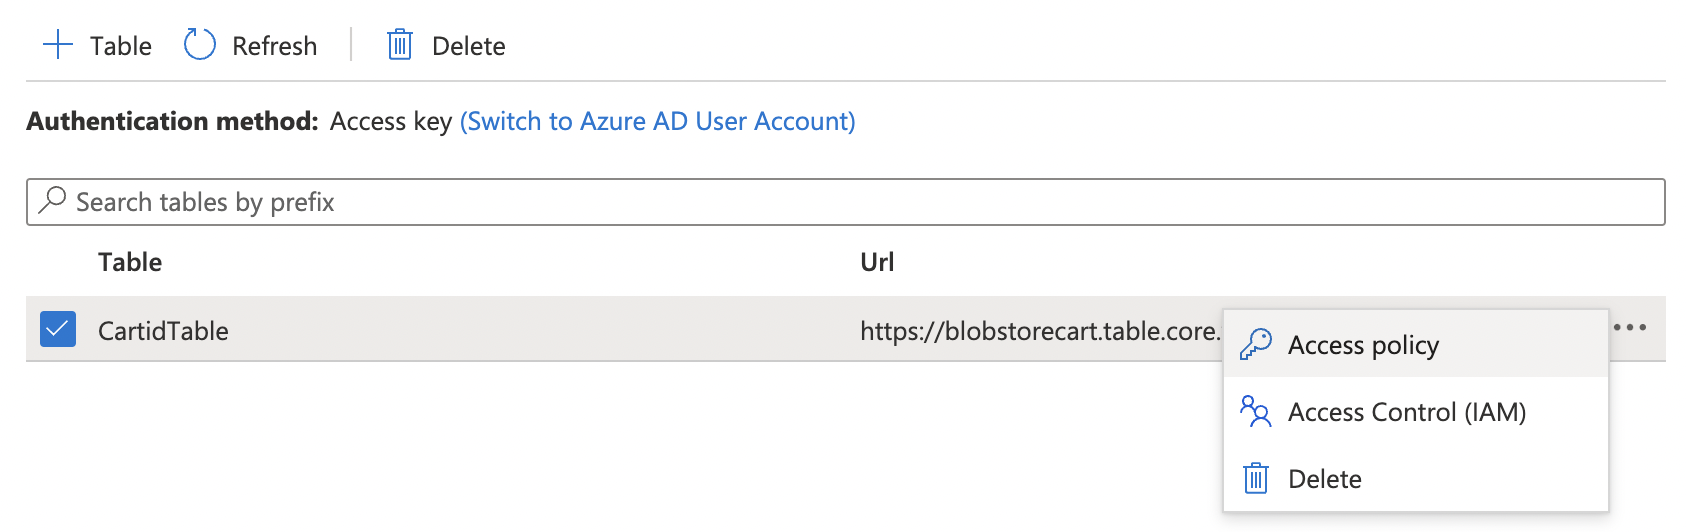 Table Refresh Delete
Authentication method: Access key (Switch to Azure AD User Account)
Search tables by prefix
Table Url
CartidTable https://blobstorecart.table.core.
Access policy
Access Control (IAM)
Delete